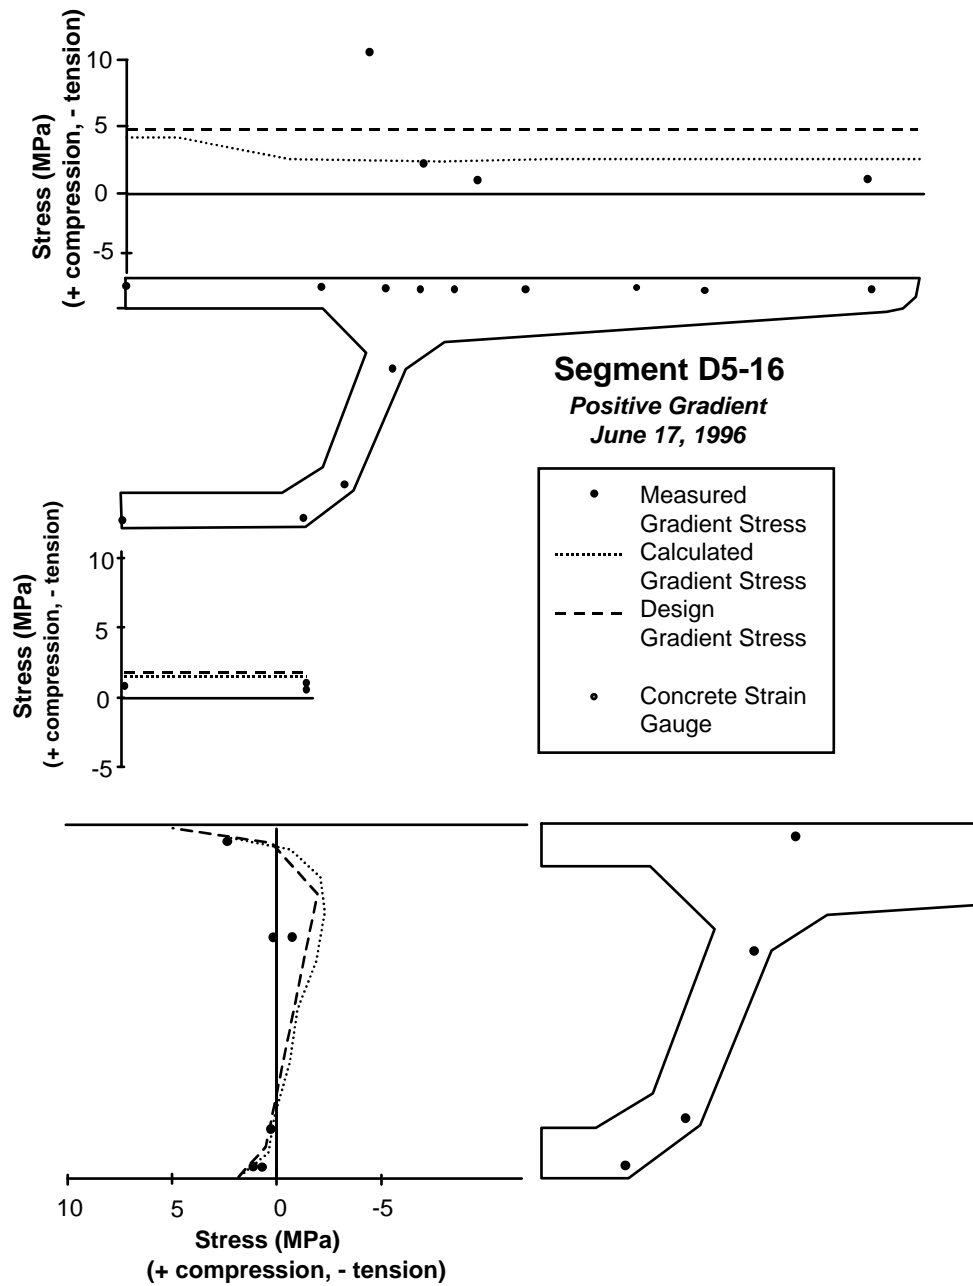 10
5
0
-5
Stress (MPa)
(+ compression, - tension)
Segment D5-16
Positive Gradient
June 17, 1996
Measured
Gradient Stress
Calculated
Gradient Stress
Design
Gradient Stress
Concrete Strain
Gauge
10
5
0
-5
Stress (MPa)
(+ compression, - tension)
10
5
0
-5
Stress (MPa)
(+ compression, - tension)